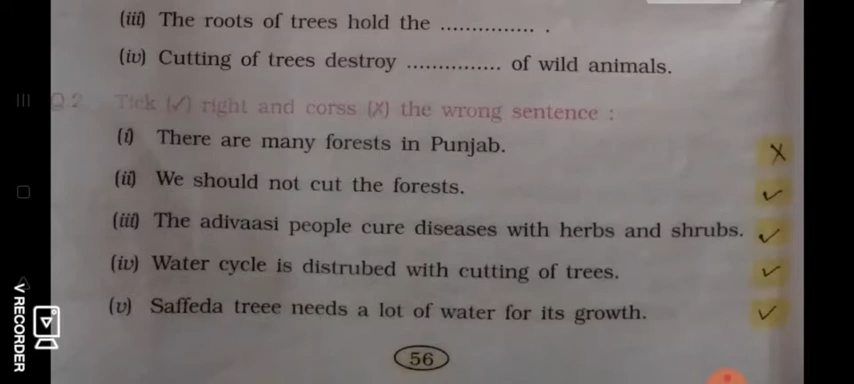 (iii) The roots of trees hold the ............... .
(iv) Cutting of trees destroy ............... of wild animals.
Q 2 Tick (✓) right and corss (X) the wrong sentence :
(i) There are many forests in Punjab. X
(ii) We should not cut the forests. ✓
(iii) The adivaasi people cure diseases with herbs and shrubs. ✓
(iv) Water cycle is distrubed with cutting of trees. ✓
(v) Saffeda treee needs a lot of water for its growth. ✓
56
V RECORDER